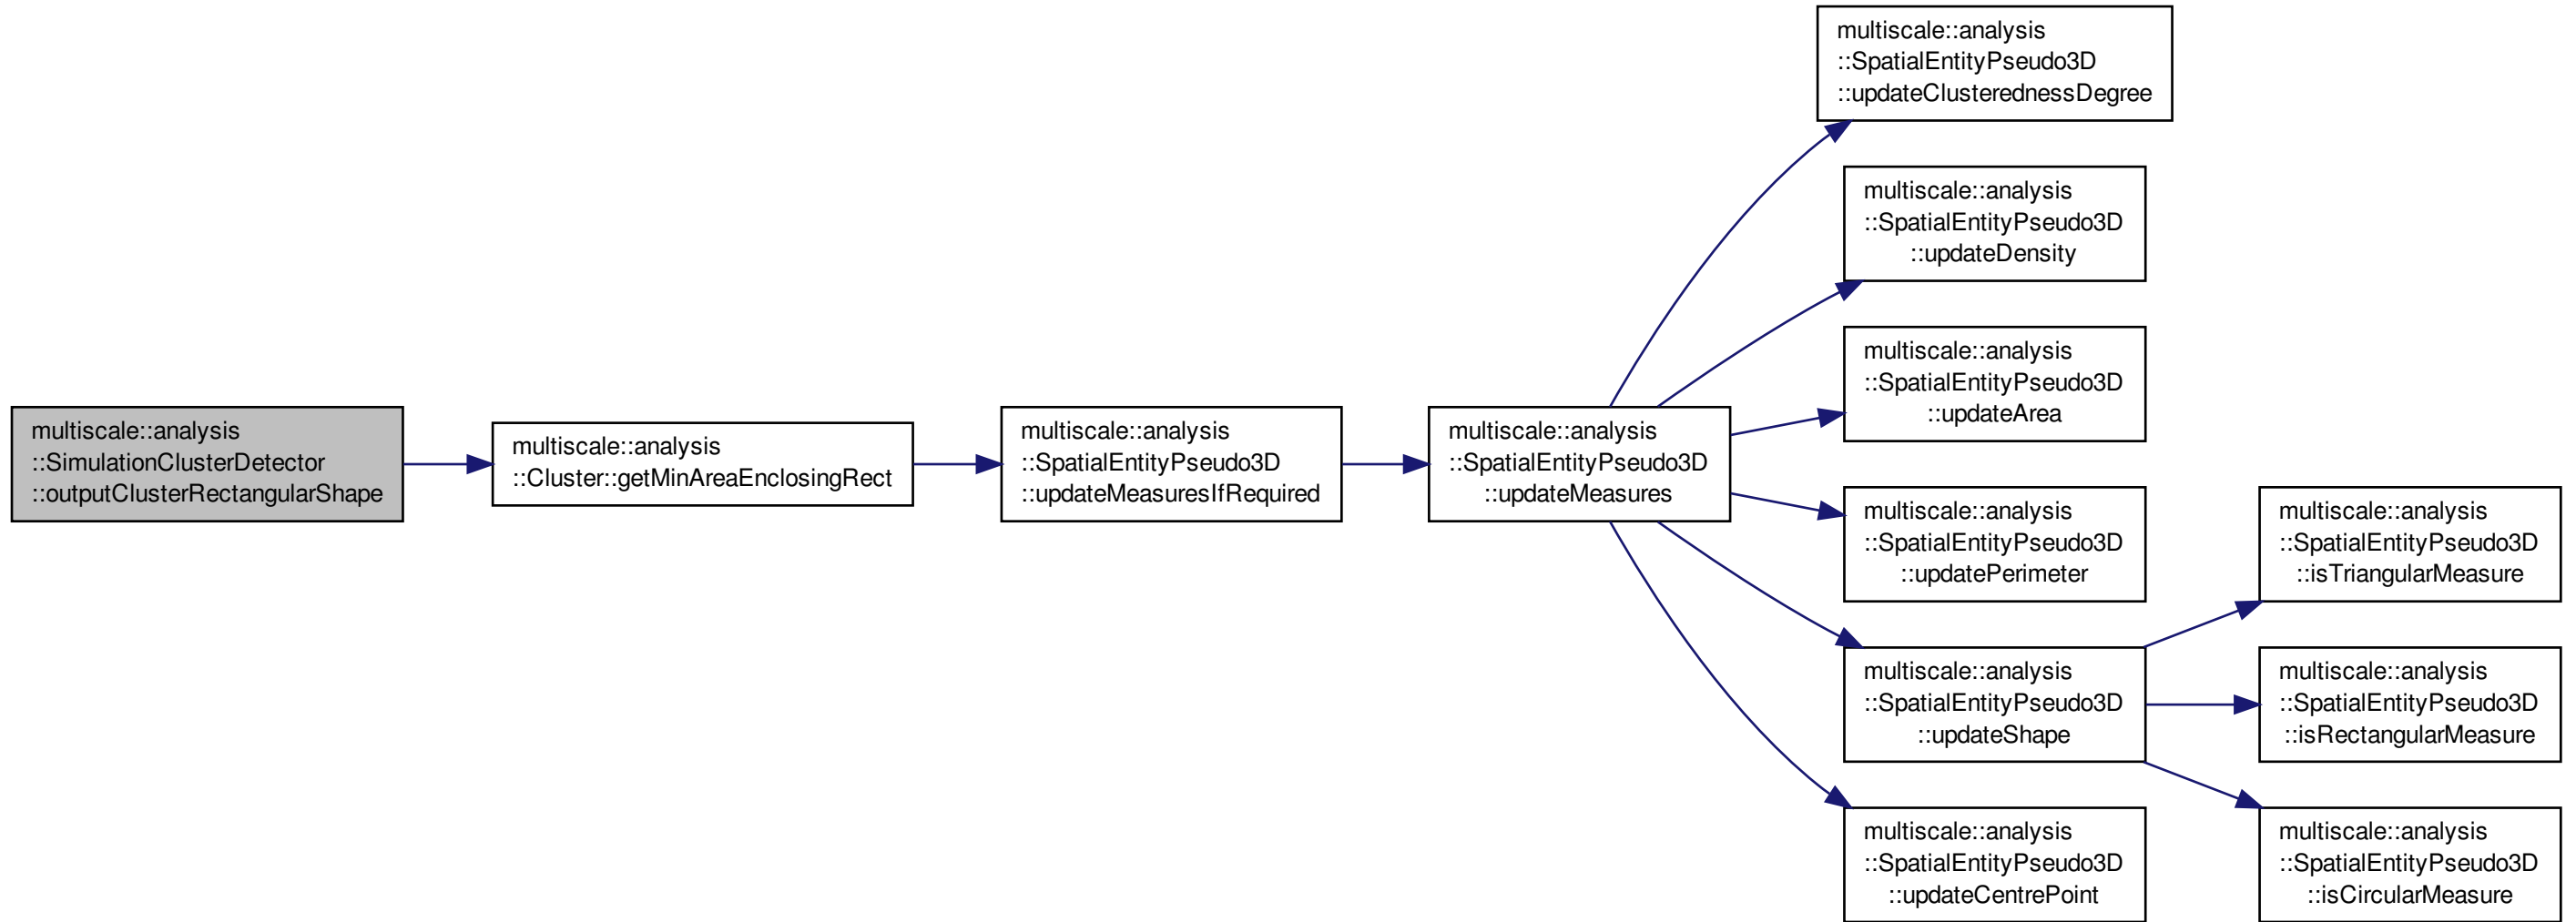 multiscale::analysis
::SimulationClusterDetector
::outputClusterRectangularShape
multiscale::analysis
::Cluster::getMinAreaEnclosingRect
multiscale::analysis
::SpatialEntityPseudo3D
::updateMeasuresIfRequired
multiscale::analysis
::SpatialEntityPseudo3D
::updateMeasures
multiscale::analysis
::SpatialEntityPseudo3D
::updateClusterednessDegree
multiscale::analysis
::SpatialEntityPseudo3D
::updateDensity
multiscale::analysis
::SpatialEntityPseudo3D
::updateArea
multiscale::analysis
::SpatialEntityPseudo3D
::updatePerimeter
multiscale::analysis
::SpatialEntityPseudo3D
::updateShape
multiscale::analysis
::SpatialEntityPseudo3D
::updateCentrePoint
multiscale::analysis
::SpatialEntityPseudo3D
::isTriangularMeasure
multiscale::analysis
::SpatialEntityPseudo3D
::isRectangularMeasure
multiscale::analysis
::SpatialEntityPseudo3D
::isCircularMeasure